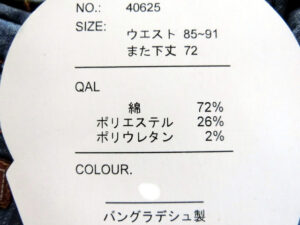 NO.: 40625
SIZE:
ウエスト 85~91
また下丈 72
QAL
綿 72%
ポリエステル 26%
ポリウレタン 2%
COLOUR.
バングラデシュ製